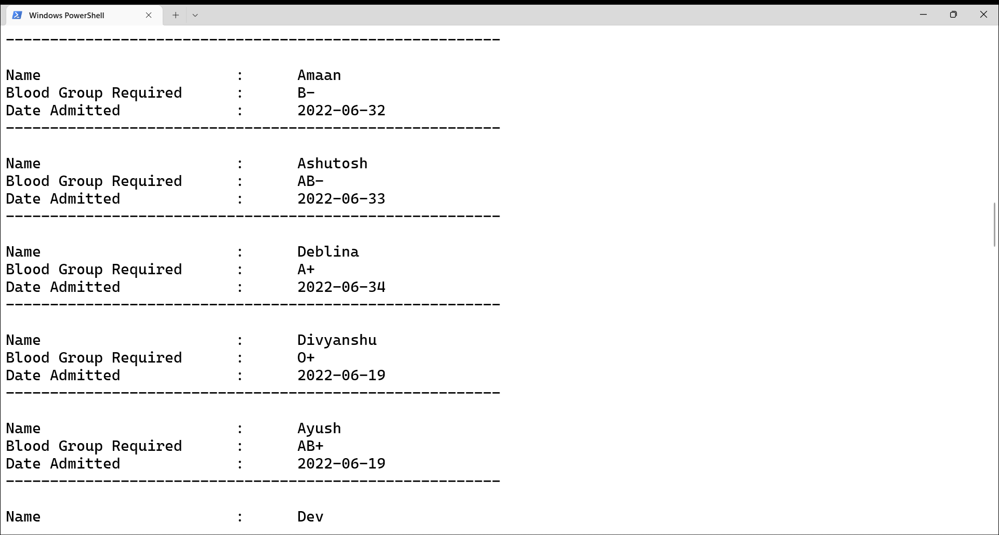 Windows PowerShell
--------------------------------------------------------
Name : Amaan
Blood Group Required : B-
Date Admitted : 2022-06-32
--------------------------------------------------------
Name : Ashutosh
Blood Group Required : AB-
Date Admitted : 2022-06-33
--------------------------------------------------------
Name : Deblina
Blood Group Required : A+
Date Admitted : 2022-06-34
--------------------------------------------------------
Name : Divyanshu
Blood Group Required : O+
Date Admitted : 2022-06-19
--------------------------------------------------------
Name : Ayush
Blood Group Required : AB+
Date Admitted : 2022-06-19
--------------------------------------------------------
Name : Dev